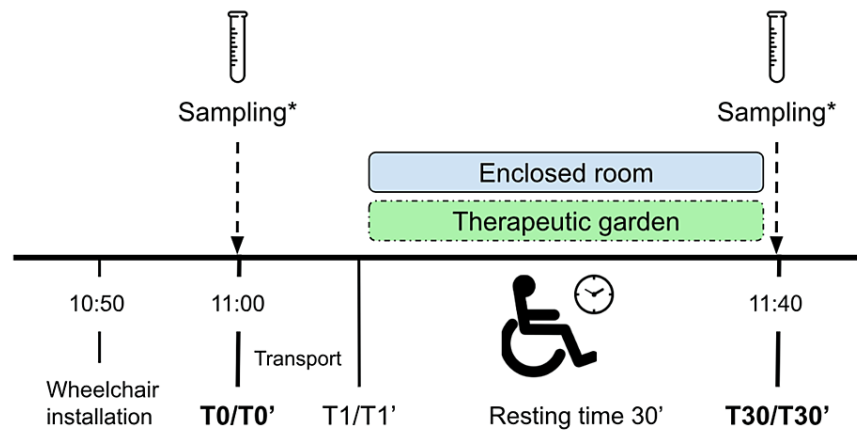 Sampling*
Sampling*
Enclosed room
Therapeutic garden
10:50
11:00
11:40
Transport
Wheelchair
installation
T0/T0’
T1/T1’
Resting time 30’
T30/T30’